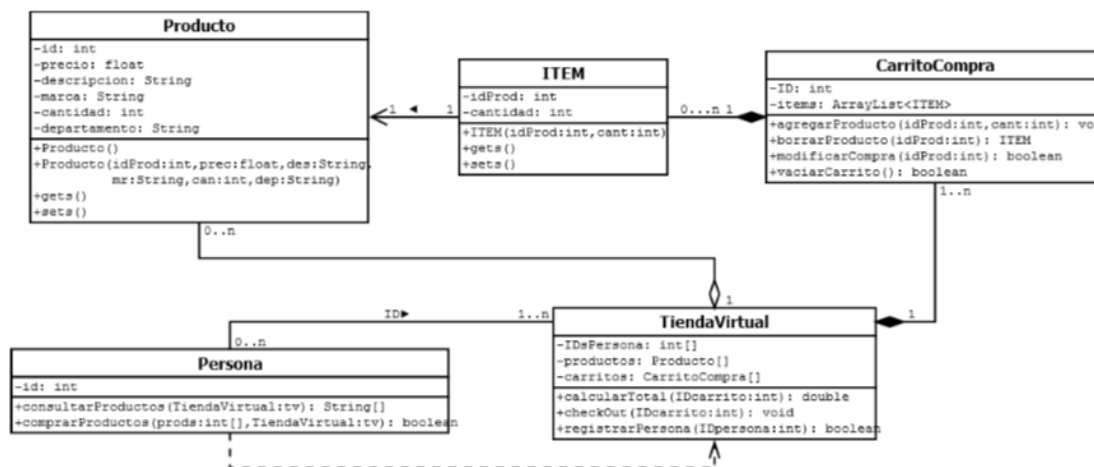 Producto
-id: int
-precio: float
-descripcion: String
-marca: String
-cantidad: int
-departamento: String
+Producto()
+Producto(idProd:int,prec:float,des:String,
mr:String,can:int,dep:String)
+gets()
+sets()
0..n
1 ◄ 1
ITEM
-idProd: int
-cantidad: int
+ITEM(idProd:int,cant:int)
+gets()
+sets()
0...n 1
CarritoCompra
-ID: int
-items: ArrayList<ITEM>
+agregarProducto(idProd:int,cant:int): vo
+borrarProducto(idProd:int): ITEM
+modificarCompra(idProd:int): boolean
+vaciarCarrito(): boolean
1..n
1
ID► 1..n
0..n
Persona
-id: int
+consultarProductos(TiendaVirtual:tv): String[]
+comprarProductos(prods:int[],TiendaVirtual:tv): boolean
TiendaVirtual
-IDsPersona: int[]
-productos: Producto[]
-carritos: CarritoCompra[]
+calcularTotal(IDcarrito:int): double
+checkOut(IDcarrito:int): void
+registrarPersona(IDpersona:int): boolean
1